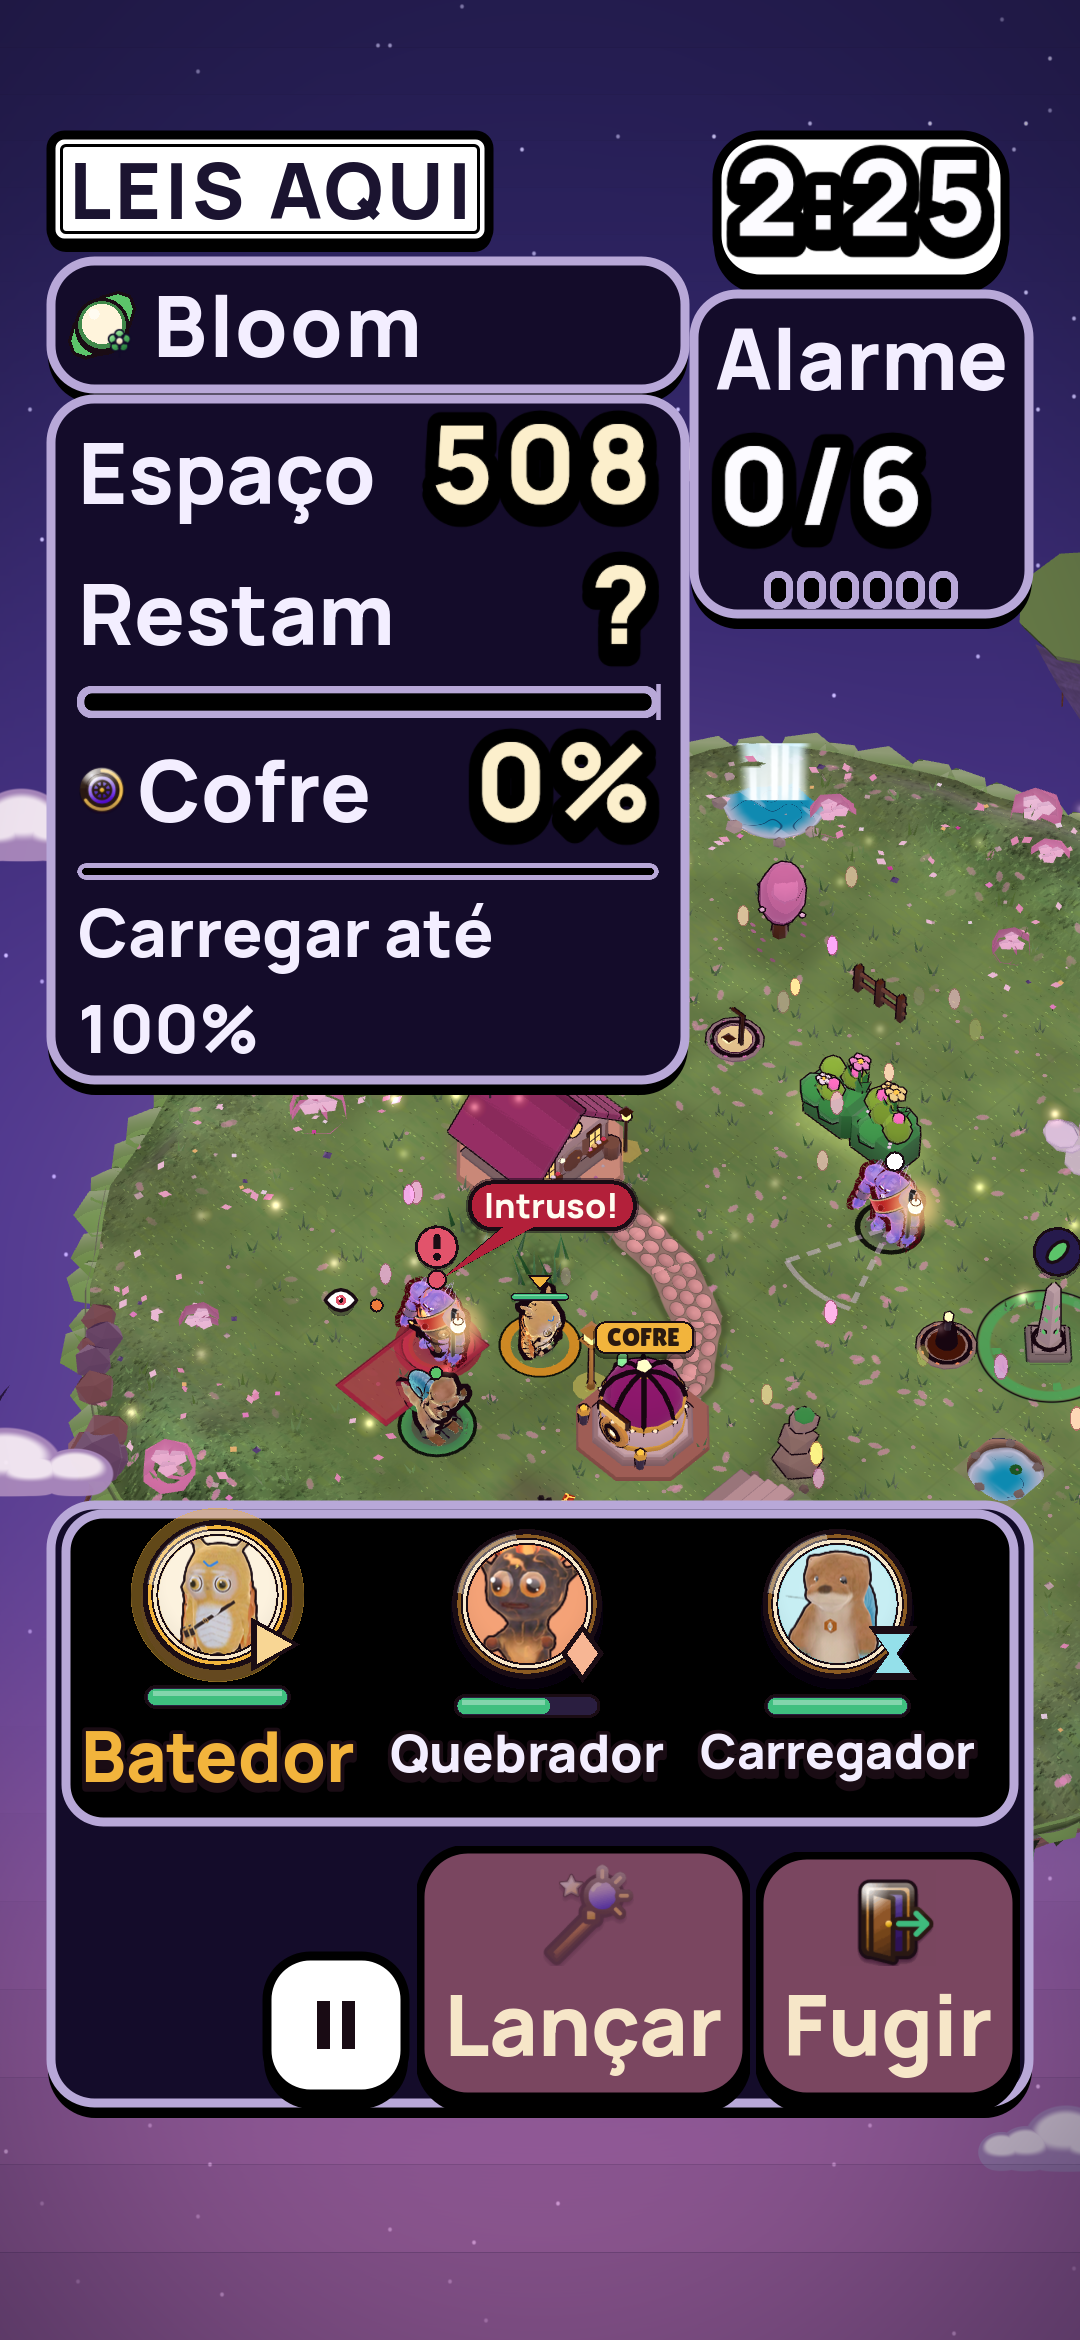 LEIS AQUI
2:25
Bloom
Alarme
0/6
Espaço 508
Restam ?
Cofre 0%
Carregar até
100%
Intruso!
COFRE
Batedor
Quebrador
Carregador
Lançar
Fugir